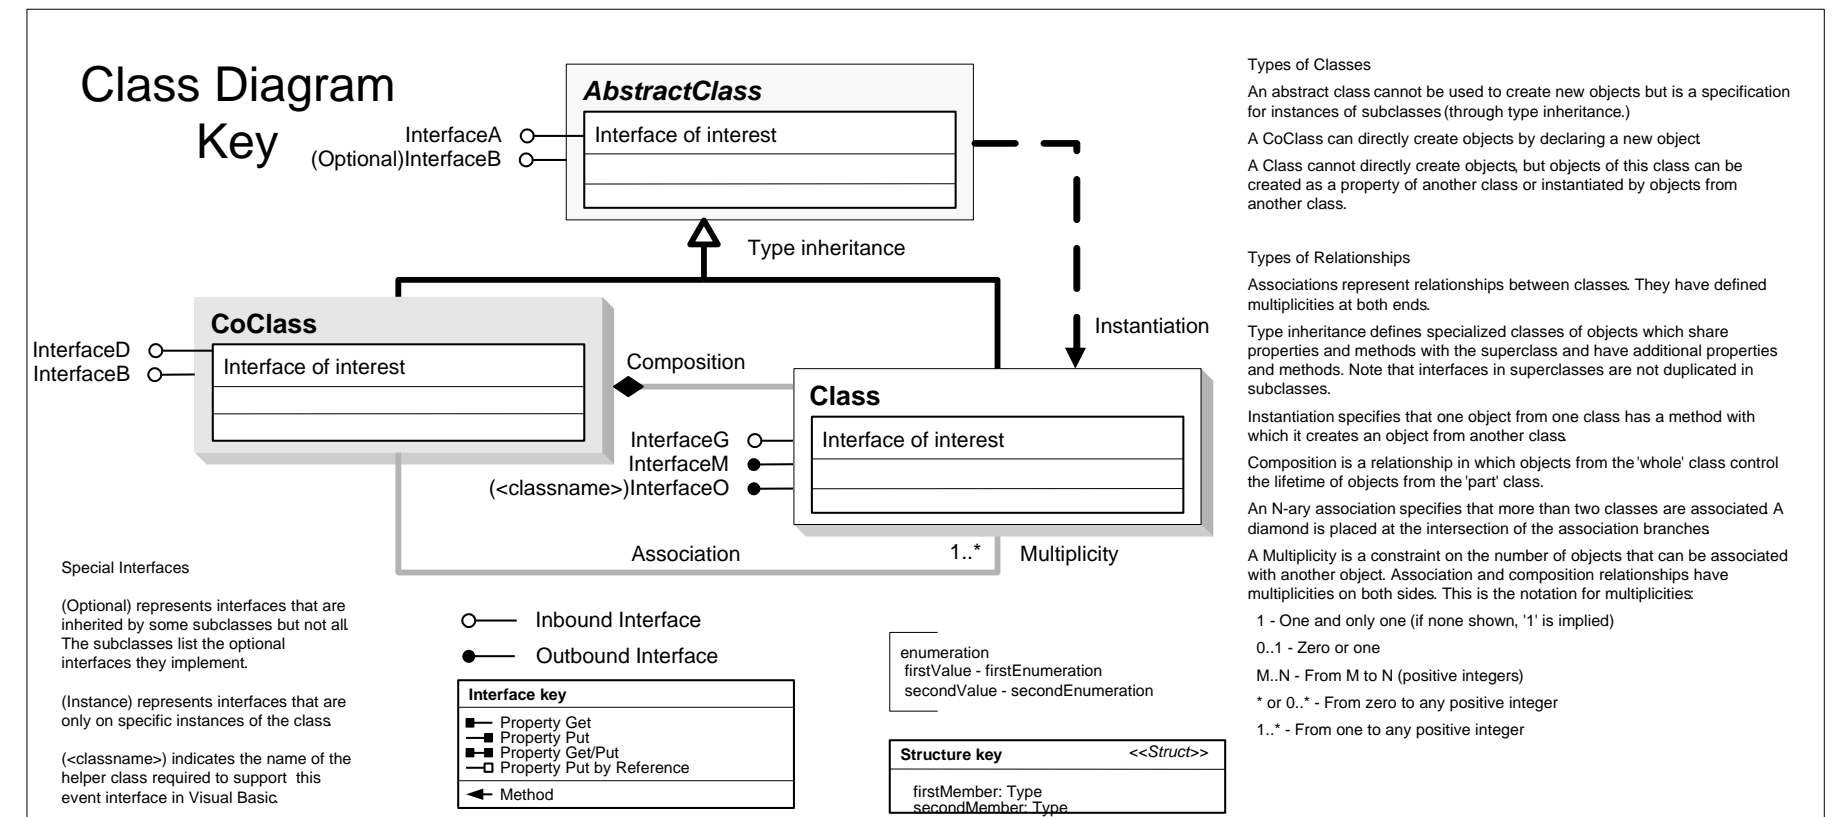 Class Diagram
Key
AbstractClass
Interface of interest
InterfaceA
(Optional)InterfaceB
Type inheritance
CoClass
Interface of interest
InterfaceD
InterfaceB
Composition
Instantiation
Class
Interface of interest
InterfaceG
InterfaceM
(<classname>)InterfaceO
Association
1..*
Multiplicity
Special Interfaces
(Optional) represents interfaces that are
inherited by some subclasses but not all.
The subclasses list the optional
interfaces they implement.
(Instance) represents interfaces that are
only on specific instances of the class.
(<classname>) indicates the name of the
helper class required to support this
event interface in Visual Basic.
Inbound Interface
Outbound Interface
Interface key
Property Get
Property Put
Property Get/Put
Property Put by Reference
Method
enumeration
firstValue - firstEnumeration
secondValue - secondEnumeration
Structure key <<Struct>>
firstMember: Type
secondMember: Type
Types of Classes
An abstract class cannot be used to create new objects but is a specification
for instances of subclasses (through type inheritance.)
A CoClass can directly create objects by declaring a new object.
A Class cannot directly create objects, but objects of this class can be
created as a property of another class or instantiated by objects from
another class.
Types of Relationships
Associations represent relationships between classes. They have defined
multiplicities at both ends.
Type inheritance defines specialized classes of objects which share
properties and methods with the superclass and have additional properties
and methods. Note that interfaces in superclasses are not duplicated in
subclasses.
Instantiation specifies that one object from one class has a method with
which it creates an object from another class.
Composition is a relationship in which objects from the 'whole' class control
the lifetime of objects from the 'part' class.
An N-ary association specifies that more than two classes are associated. A
diamond is placed at the intersection of the association branches.
A Multiplicity is a constraint on the number of objects that can be associated
with another object. Association and composition relationships have
multiplicities on both sides. This is the notation for multiplicities:
1 - One and only one (if none shown, '1' is implied)
0..1 - Zero or one
M..N - From M to N (positive integers)
* or 0..* - From zero to any positive integer
1..* - From one to any positive integer